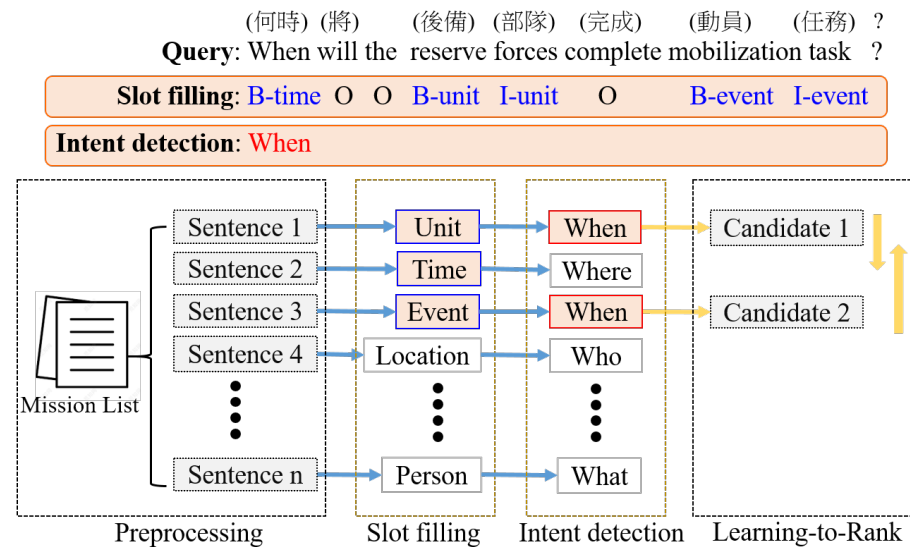 (何時) (將) (後備) (部隊) (完成) (動員) (任務) ?
Query: When will the reserve forces complete mobilization task ?
Slot filling: B-time O O B-unit I-unit O B-event I-event
Intent detection: When
Sentence 1 Unit When Candidate 1
Sentence 2 Time Where
Sentence 3 Event When Candidate 2
Sentence 4 Location Who
Mission List
Sentence n Person What
Preprocessing Slot filling Intent detection Learning-to-Rank